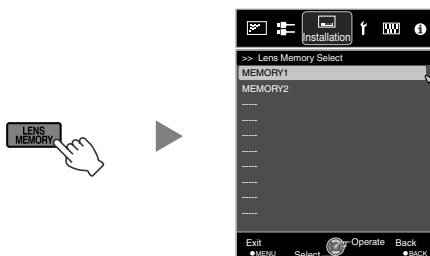 LENS
MEMORY
Installation
>> Lens Memory Select
MEMORY1
MEMORY2
-----
-----
-----
-----
-----
-----
-----
-----
Exit Operate Back
●MENU Select ●BACK